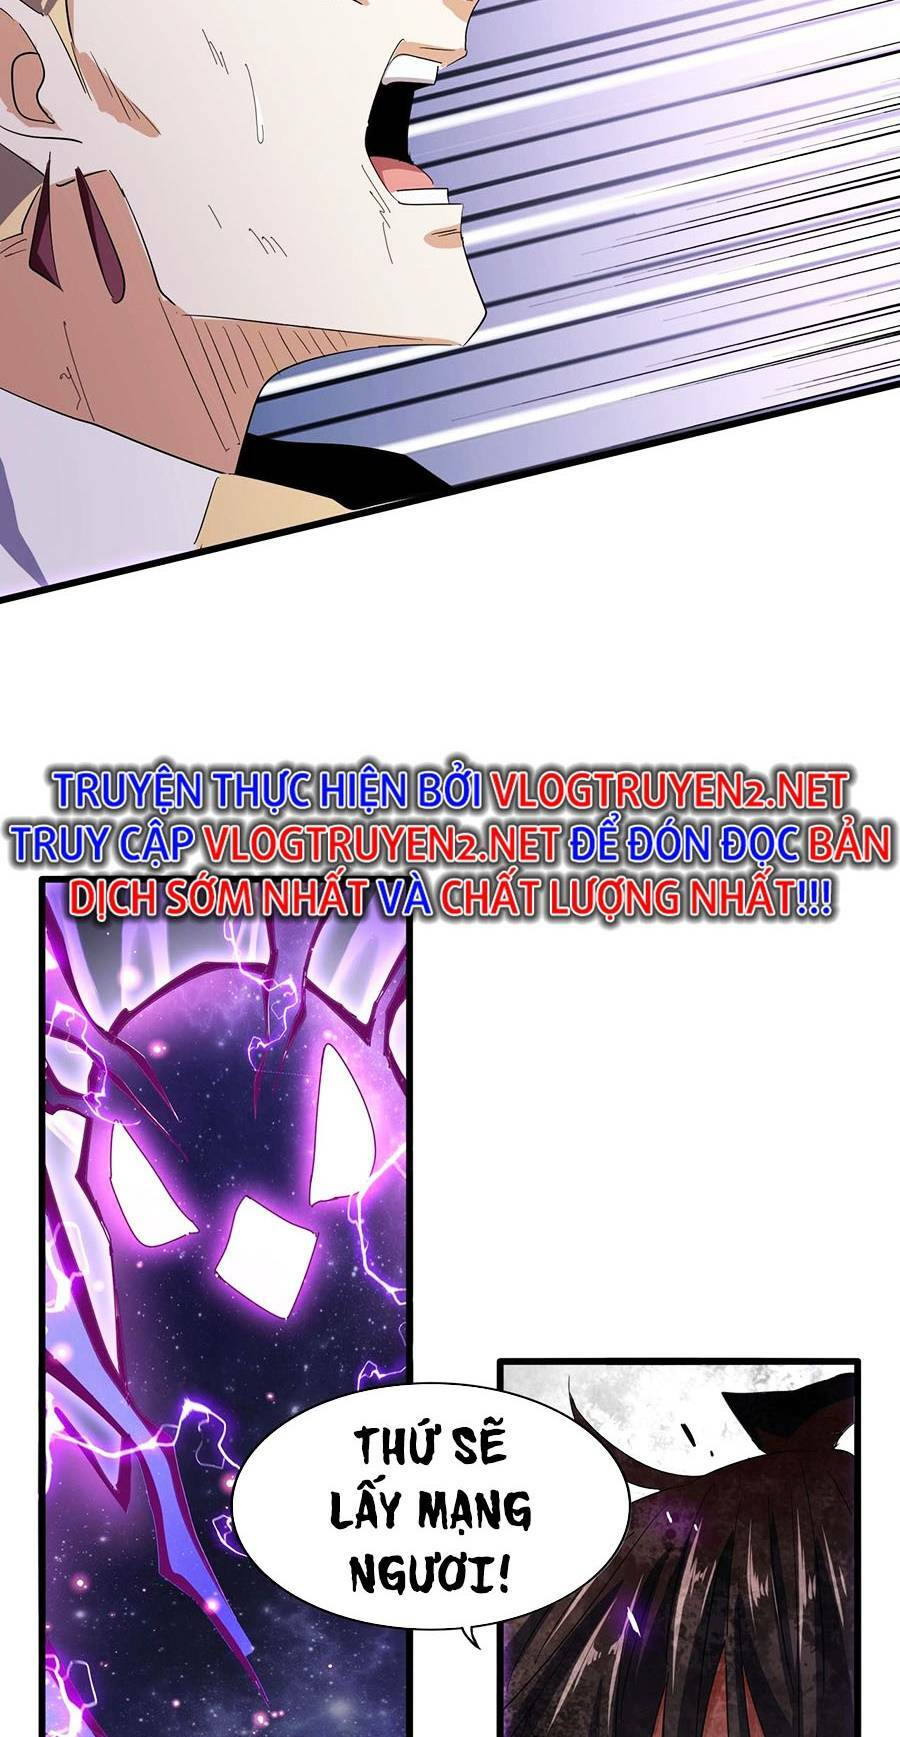 TRUYỆN THỰC HIỆN BỞI VLOGTRUYEN2.NET
TRUY CẬP VLOGTRUYEN2.NET ĐỂ ĐÓN ĐỌC BẢN
DỊCH SỚM NHẤT VÀ CHẤT LƯỢNG NHẤT!!!
THỨ SẼ
LẤY MẠNG
NGƯƠI!